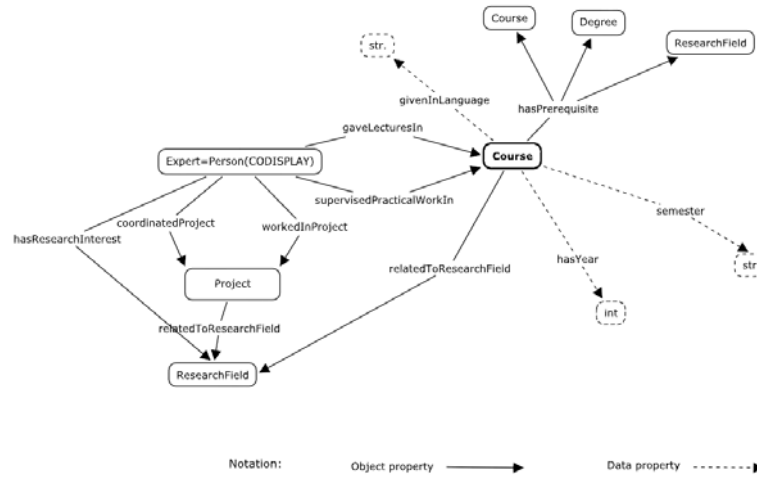 Course
Degree
ResearchField
str.
givenInLanguage
hasPrerequisite
gaveLecturesIn
Expert=Person(CODISPLAY)
Course
supervisedPracticalWorkIn
semester
coordinatedProject
hasResearchInterest
workedInProject
hasYear
relatedToResearchField
str
Project
int
relatedToResearchField
ResearchField
Notation:
Object property
Data property